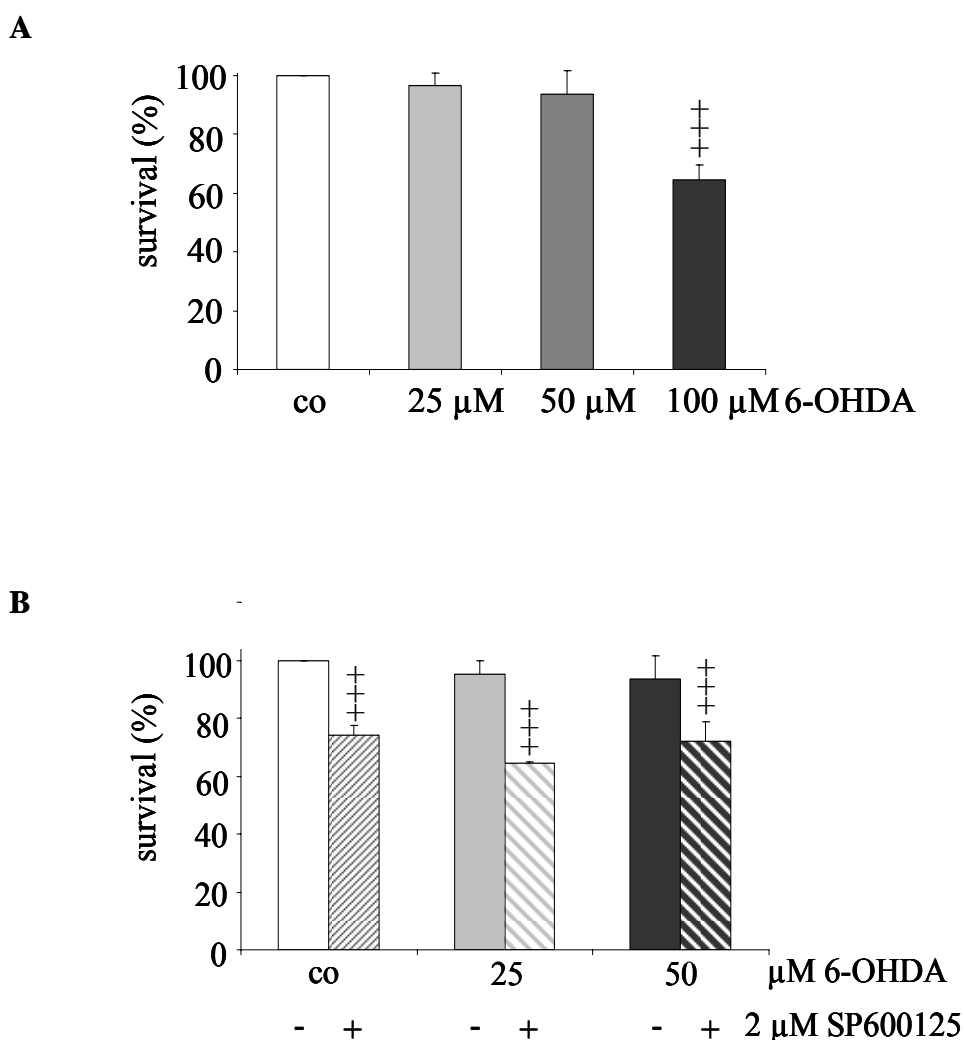 A
survival (%)
100
80
60
40
20
0
‡
+
co 25 µM 50 µM 100 µM 6-OHDA
B
survival (%)
100
80
60
40
20
0
‡
+
‡
+
‡
+
co 25 50 µM 6-OHDA
- + - + - + 2 µM SP600125